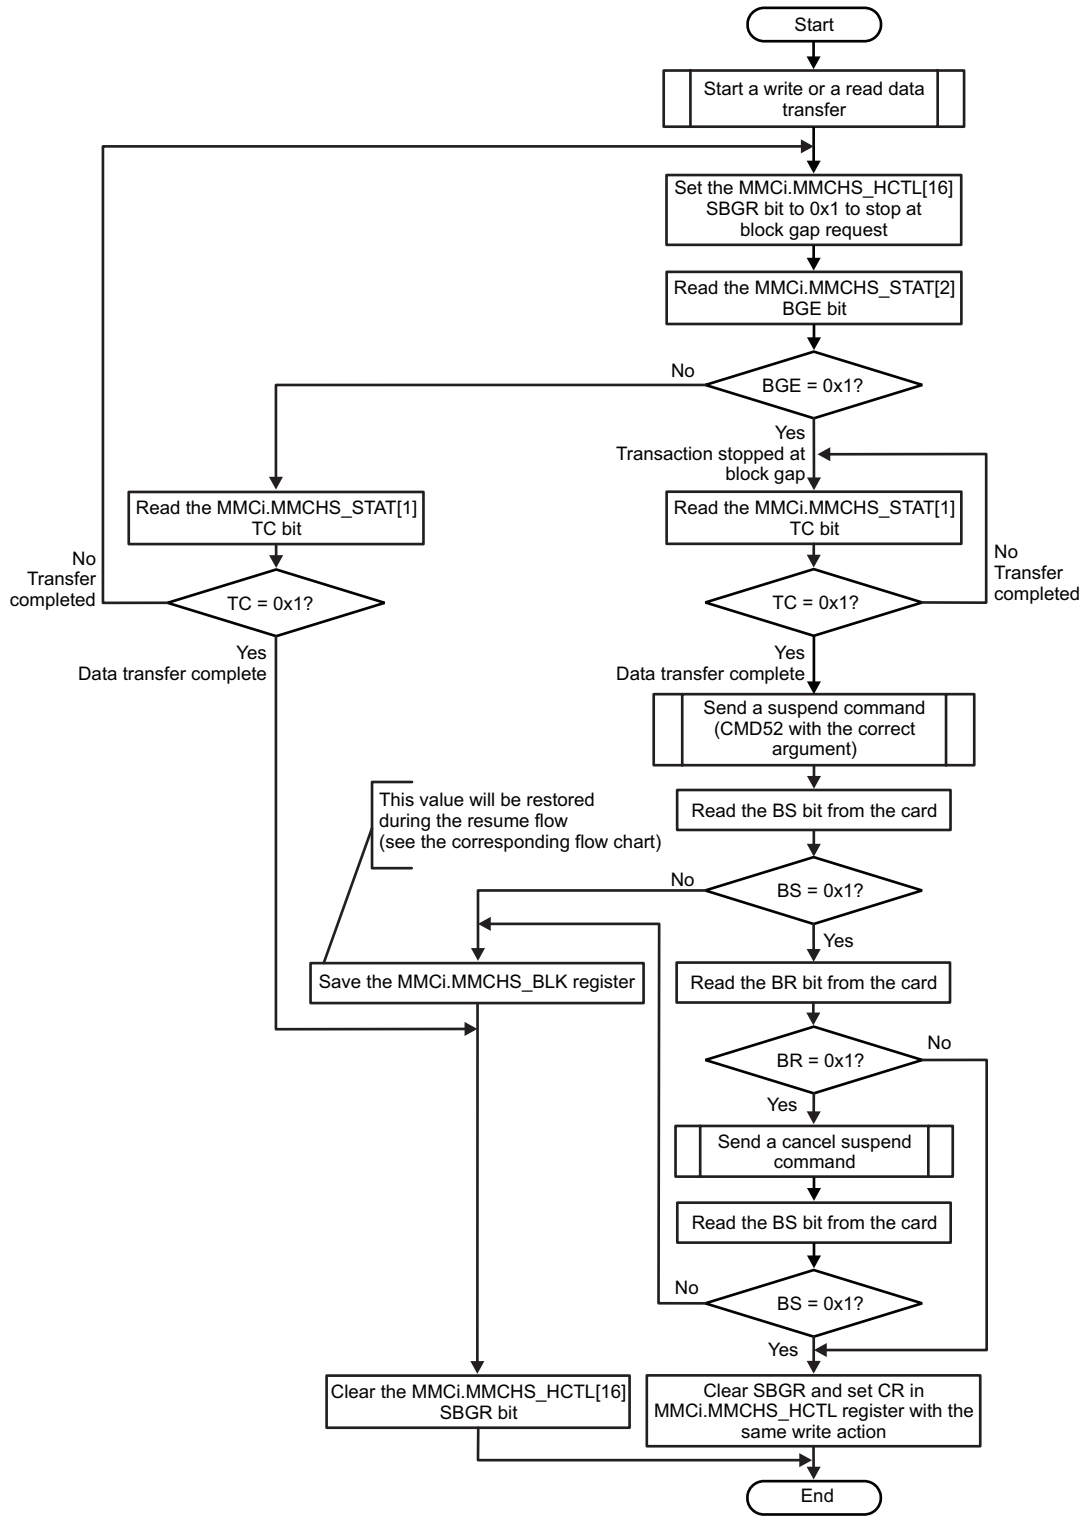 Start
Start a write or a read data
transfer
Set the MMCi.MMCHS_HCTL[16]
SBGR bit to 0x1 to stop at
block gap request
Read the MMCi.MMCHS_STAT[2]
BGE bit
No
BGE = 0x1?
Yes
Transaction stopped at
block gap
Read the MMCi.MMCHS_STAT[1]
TC bit
Read the MMCi.MMCHS_STAT[1]
TC bit
No
Transfer
completed
TC = 0x1?
TC = 0x1?
No
Transfer
completed
Yes
Data transfer complete
Yes
Data transfer complete
Send a suspend command
(CMD52 with the correct
argument)
This value will be restored
during the resume flow
(see the corresponding flow chart)
Read the BS bit from the card
No
BS = 0x1?
Yes
Save the MMCi.MMCHS_BLK register
Read the BR bit from the card
BR = 0x1?
No
Yes
Send a cancel suspend
command
Read the BS bit from the card
No
BS = 0x1?
Yes
Clear the MMCi.MMCHS_HCTL[16]
SBGR bit
Clear SBGR and set CR in
MMCi.MMCHS_HCTL register with the
same write action
End